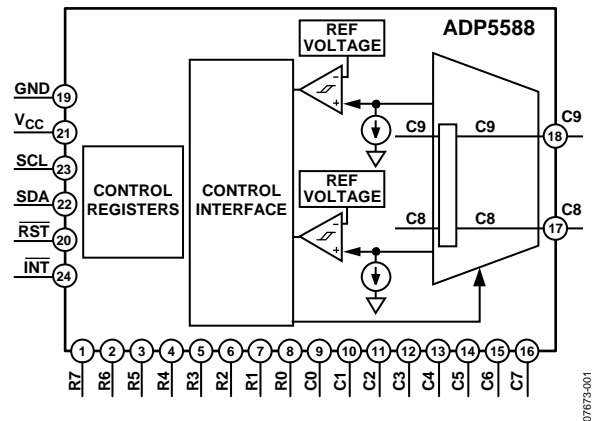 ADP5588
REF
VOLTAGE
GND
19
VCC
21
SCL
23
SDA
22
RST
20
INT
24
CONTROL
REGISTERS
CONTROL
INTERFACE
–
+
C9
C9
18
C9
REF
VOLTAGE
–
+
C8
C8
17
C8
1 2 3 4 5 6 7 8 9 10 11 12 13 14 15 16
R7 R6 R5 R4 R3 R2 R1 R0 C0 C1 C2 C3 C4 C5 C6 C7
07673-001